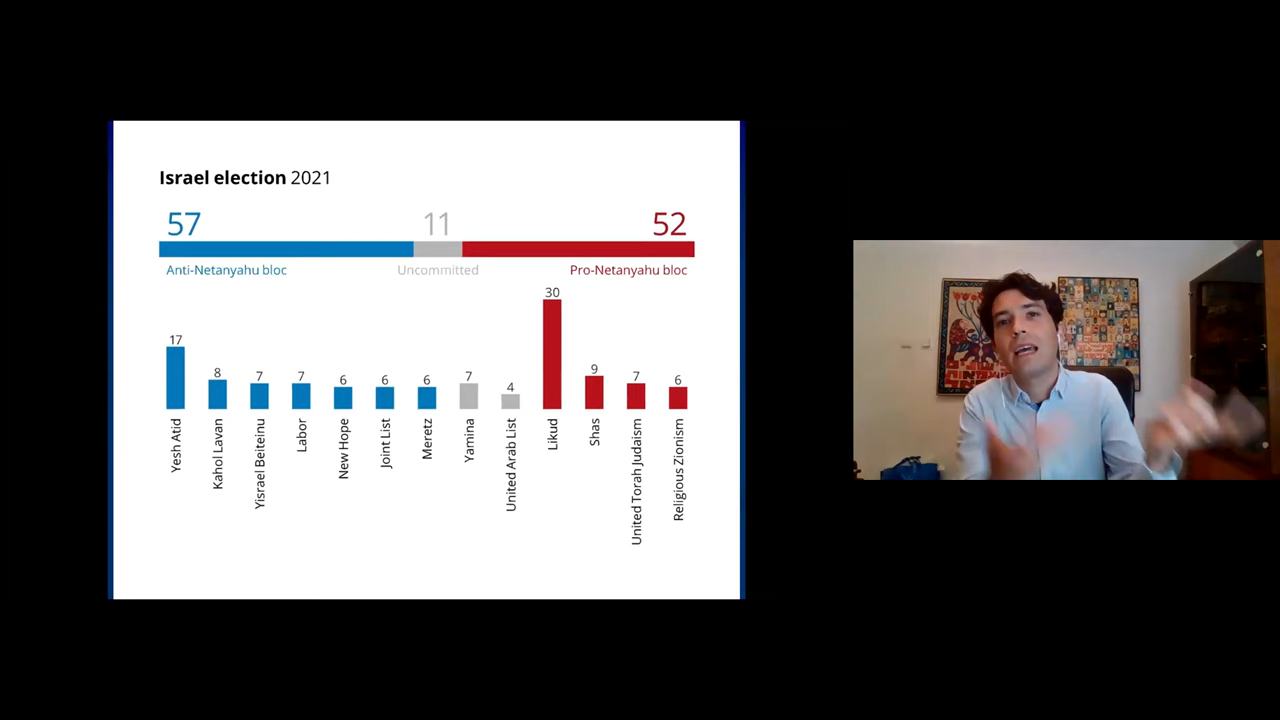 Israel election 2021
57
11
52
Anti-Netanyahu bloc
Uncommitted
Pro-Netanyahu bloc
17
8
7
7
6
6
6
7
4
30
9
7
6
Yesh Atid
Kahol Lavan
Yisrael Beiteinu
Labor
New Hope
Joint List
Meretz
Yamina
United Arab List
Likud
Shas
United Torah Judaism
Religious Zionism